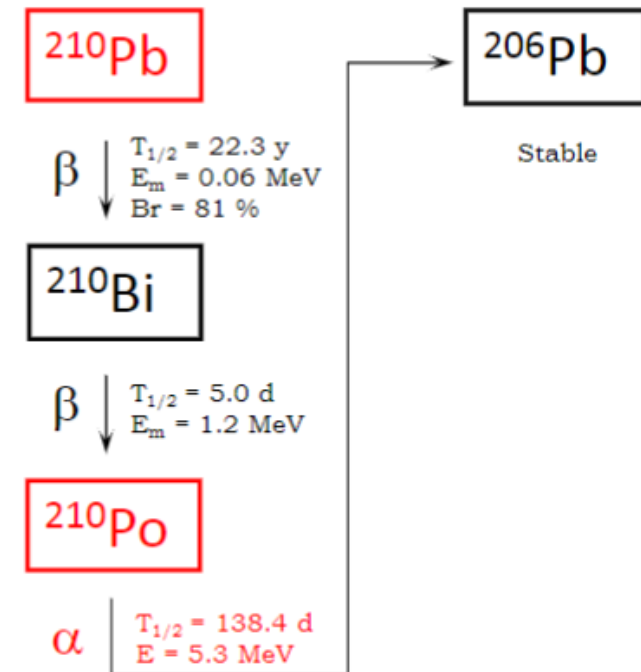 ²¹⁰Pb
β
T₁/₂ = 22.3 y
Eₘ = 0.06 MeV
Br = 81 %
²¹⁰Bi
β
T₁/₂ = 5.0 d
Eₘ = 1.2 MeV
²¹⁰Po
α
T₁/₂ = 138.4 d
E = 5.3 MeV
²⁰⁶Pb
Stable